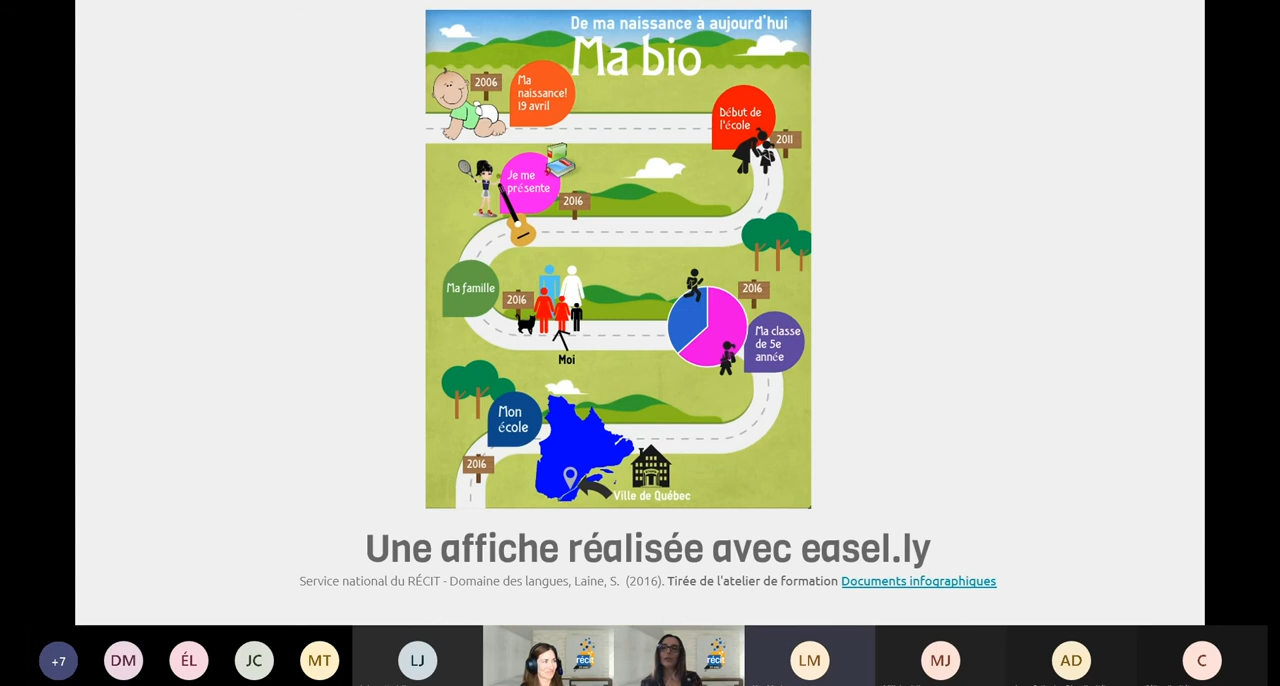 De ma naissance à aujourd'hui
Ma bio
2006
Ma
naissance!
19 avril
Début de
l'école
2011
Je me
présente
2016
Ma famille
2016
2016
Ma classe
de 5e
année
Moi
Mon
école
2016
Ville de Québec
Une affiche réalisée avec easel.ly
Service national du RÉCIT - Domaine des langues, Laine, S. (2016). Tirée de l'atelier de formation Documents infographiques
+7
DM
ÉL
JC
MT
LJ
récit
récit
LM
MJ
AD
C